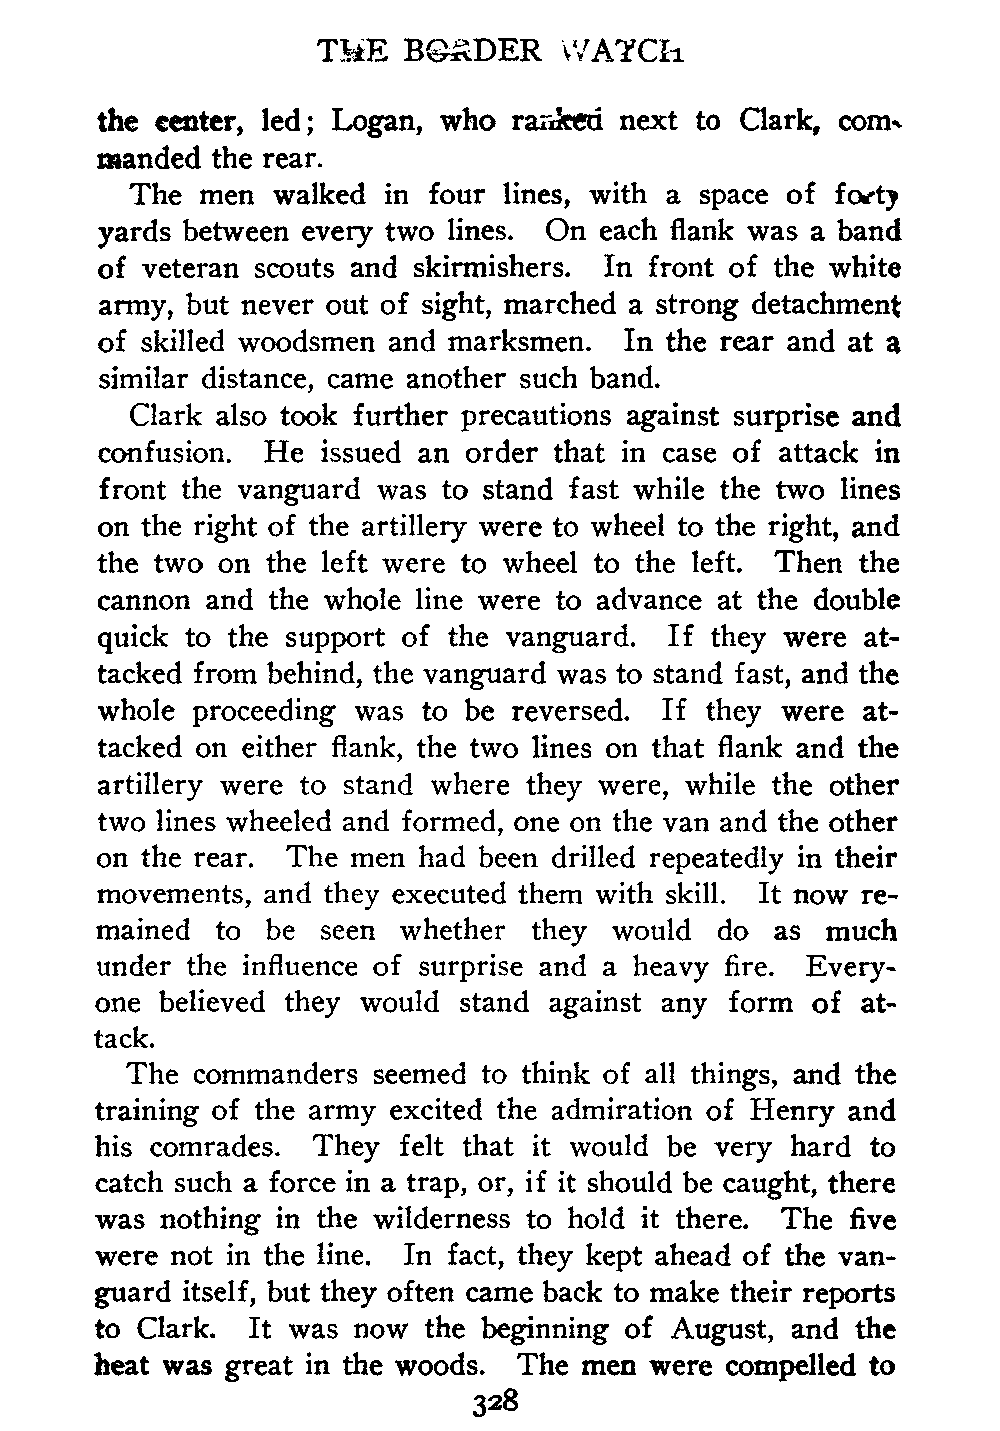 THE BORDER WATCH
the center, led; Logan, who ranked next to Clark, com-
manded the rear.
The men walked in four lines, with a space of forty
yards between every two lines. On each flank was a band
of veteran scouts and skirmishers. In front of the white
army, but never out of sight, marched a strong detachment
of skilled woodsmen and marksmen. In the rear and at a
similar distance, came another such band.
Clark also took further precautions against surprise and
confusion. He issued an order that in case of attack in
front the vanguard was to stand fast while the two lines
on the right of the artillery were to wheel to the right, and
the two on the left were to wheel to the left. Then the
cannon and the whole line were to advance at the double
quick to the support of the vanguard. If they were at-
tacked from behind, the vanguard was to stand fast, and the
whole proceeding was to be reversed. If they were at-
tacked on either flank, the two lines on that flank and the
artillery were to stand where they were, while the other
two lines wheeled and formed, one on the van and the other
on the rear. The men had been drilled repeatedly in their
movements, and they executed them with skill. It now re-
mained to be seen whether they would do as much
under the influence of surprise and a heavy fire. Every-
one believed they would stand against any form of at-
tack.
The commanders seemed to think of all things, and the
training of the army excited the admiration of Henry and
his comrades. They felt that it would be very hard to
catch such a force in a trap, or, if it should be caught, there
was nothing in the wilderness to hold it there. The five
were not in the line. In fact, they kept ahead of the van-
guard itself, but they often came back to make their reports
to Clark. It was now the beginning of August, and the
heat was great in the woods. The men were compelled to
328